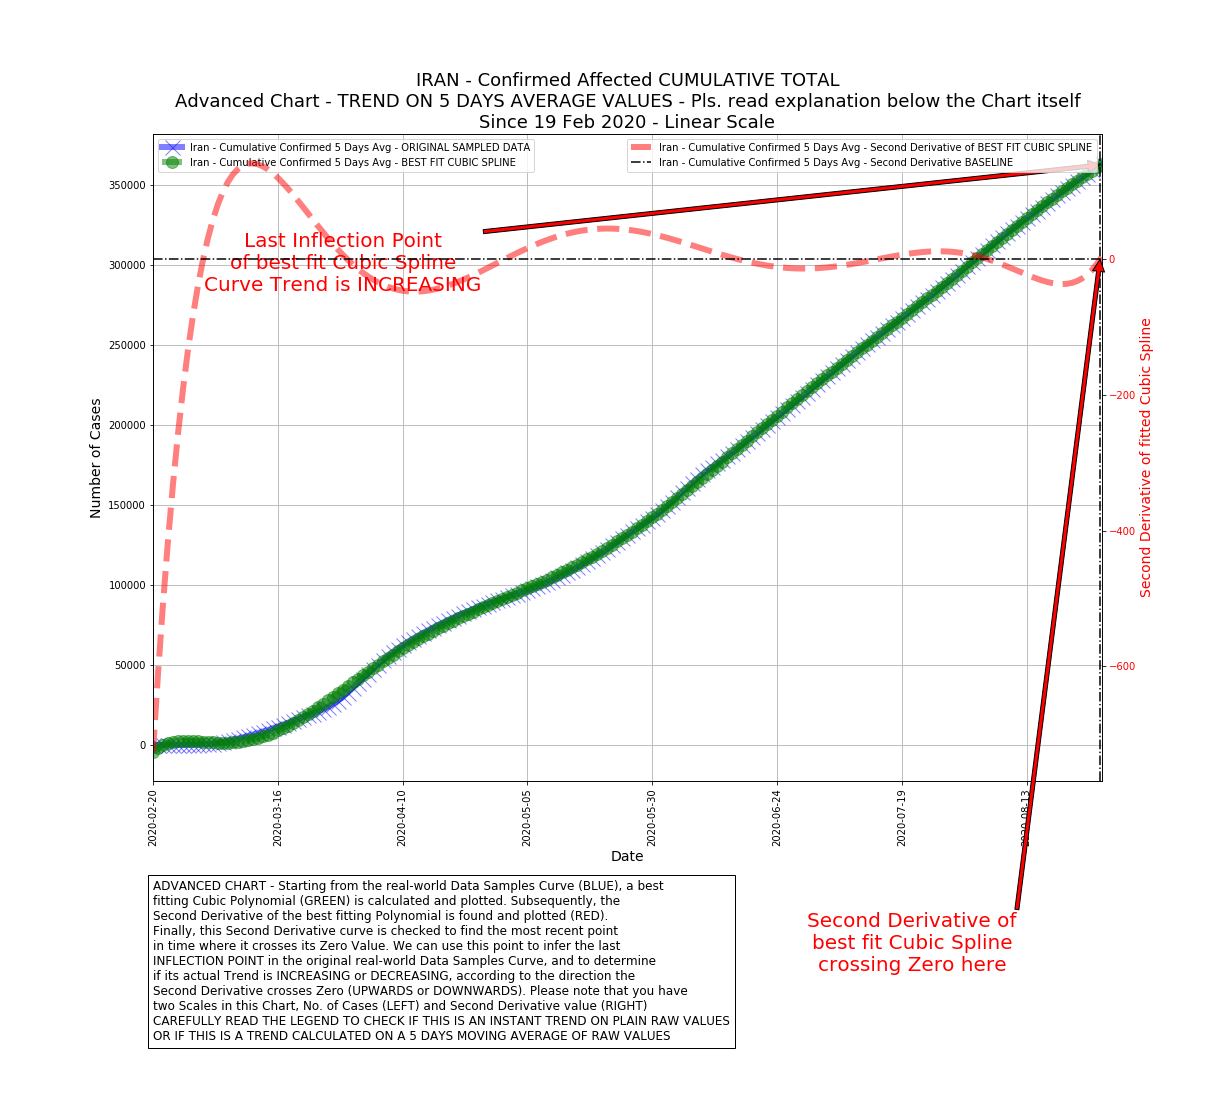 IRAN - Confirmed Affected CUMULATIVE TOTAL
Advanced Chart - TREND ON 5 DAYS AVERAGE VALUES - Pls. read explanation below the Chart itself
Since 19 Feb 2020 - Linear Scale
Iran - Cumulative Confirmed 5 Days Avg - ORIGINAL SAMPLED DATA
Iran - Cumulative Confirmed 5 Days Avg - BEST FIT CUBIC SPLINE
Iran - Cumulative Confirmed 5 Days Avg - Second Derivative of BEST FIT CUBIC SPLINE
Iran - Cumulative Confirmed 5 Days Avg - Second Derivative BASELINE
Last Inflection Point
of best fit Cubic Spline
Curve Trend is INCREASING
350000
300000
250000
200000
150000
100000
50000
0
Number of Cases
0
−200
−400
−600
Second Derivative of fitted Cubic Spline
2020-02-20
2020-03-16
2020-04-10
2020-05-05
2020-05-30
2020-06-24
2020-07-19
2020-08-13
Date
Second Derivative of
best fit Cubic Spline
crossing Zero here
ADVANCED CHART - Starting from the real-world Data Samples Curve (BLUE), a best
fitting Cubic Polynomial (GREEN) is calculated and plotted. Subsequently, the
Second Derivative of the best fitting Polynomial is found and plotted (RED).
Finally, this Second Derivative curve is checked to find the most recent point
in time where it crosses its Zero Value. We can use this point to infer the last
INFLECTION POINT in the original real-world Data Samples Curve, and to determine
if its actual Trend is INCREASING or DECREASING, according to the direction the
Second Derivative crosses Zero (UPWARDS or DOWNWARDS). Please note that you have
two Scales in this Chart, No. of Cases (LEFT) and Second Derivative value (RIGHT)
CAREFULLY READ THE LEGEND TO CHECK IF THIS IS AN INSTANT TREND ON PLAIN RAW VALUES
OR IF THIS IS A TREND CALCULATED ON A 5 DAYS MOVING AVERAGE OF RAW VALUES